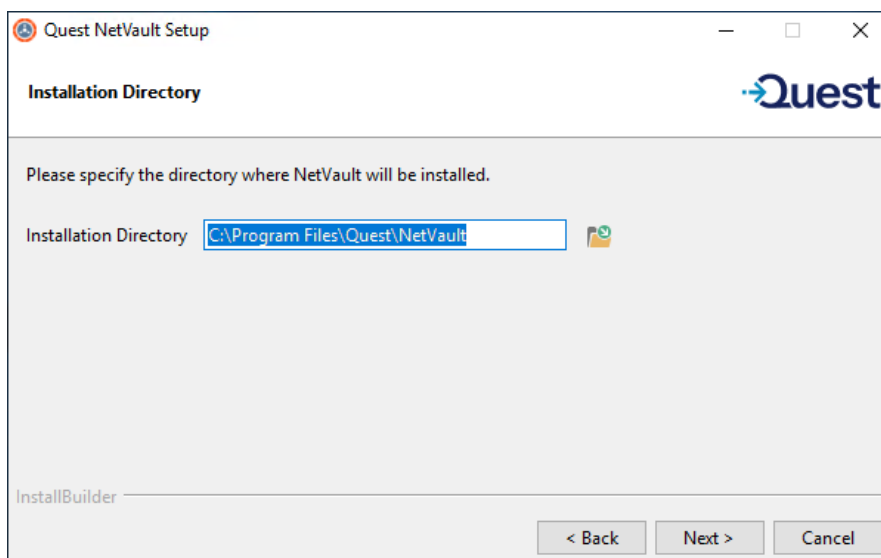 Quest NetVault Setup
Installation Directory
Quest
Please specify the directory where NetVault will be installed.
Installation Directory C:\Program Files\Quest\NetVault
InstallBuilder
< Back Next > Cancel